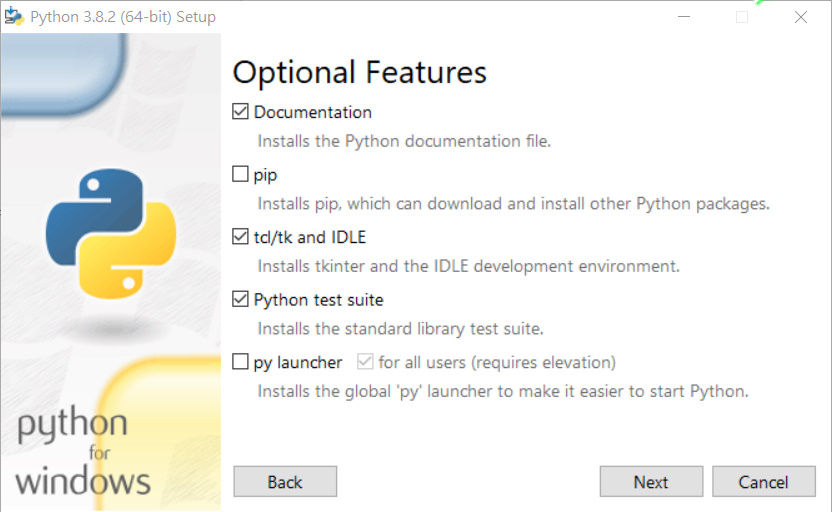 Python 3.8.2 (64-bit) Setup
Optional Features
Documentation
Installs the Python documentation file.
pip
Installs pip, which can download and install other Python packages.
tcl/tk and IDLE
Installs tkinter and the IDLE development environment.
Python test suite
Installs the standard library test suite.
py launcher for all users (requires elevation)
Installs the global 'py' launcher to make it easier to start Python.
python
for
windows
Back Next Cancel